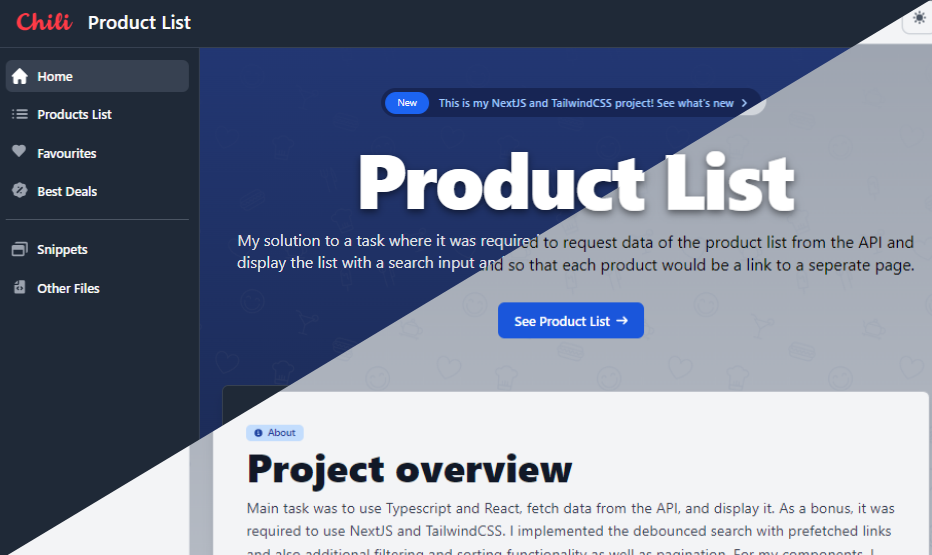 Chili Product List
Home
Products List
Favourites
Best Deals
Snippets
Other Files
New This is my NextJS and TailwindCSS project! See what's new
Product List
My solution to a task where it was required to request data of the product list from the API and
display the list with a search input and so that each product would be a link to a seperate page.
See Product List →
About
Project overview
Main task was to use Typescript and React, fetch data from the API, and display it. As a bonus, it was
required to use NextJS and TailwindCSS. I implemented the debounced search with prefetched links
and also additional filtering and sorting functionality as well as pagination. For my components, I